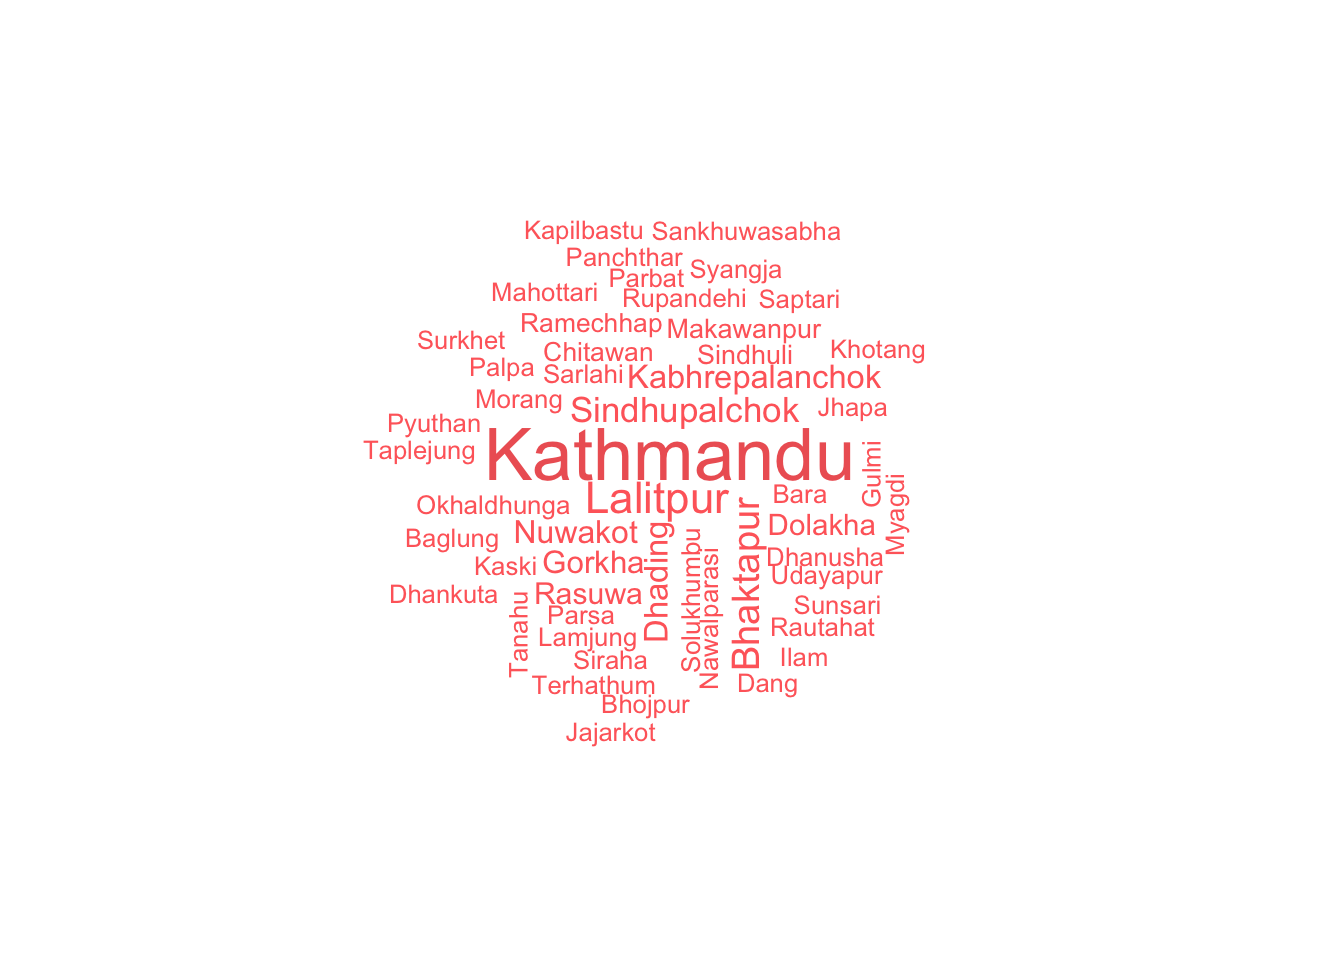 Kapilbastu Sankhuwasabha
Panchthar
Parbat Syangja
Mahottari Rupandehi Saptari
Ramechhap Makawanpur
Surkhet Chitawan Sindhuli Khotang
Palpa Sarlahi Kabhrepalanchok
Morang Sindhupalchok Jhapa
Pyuthan
Taplejung Kathmandu Gulmi
Lalitpur Bara Myagdi
Okhaldhunga
Nuwakot Dolakha
Baglung Dhading Bhaktapur
Kaski Gorkha Solukhumbu Dhanusha
Udayapur
Dhankuta Rasuwa Nawalparasi Sunsari
Parsa Rautahat
Tanahu Lamjung
Siraha Ilam
Terhathum Dang
Bhojpur
Jajarkot